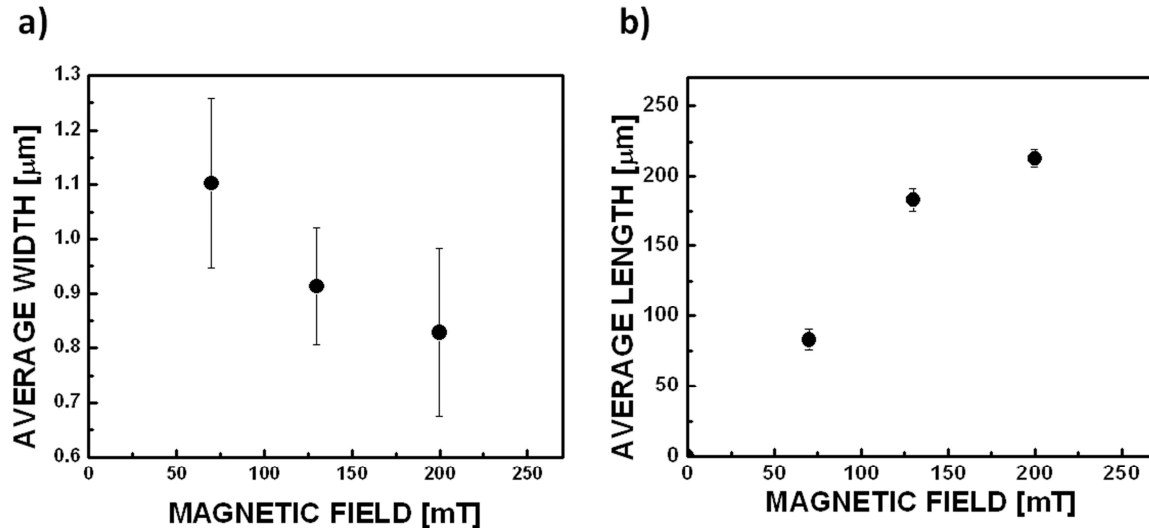 a)
AVERAGE WIDTH [μm]
1.3
1.2
1.1
1.0
0.9
0.8
0.7
0.6
0 50 100 150 200 250
MAGNETIC FIELD [mT]
b)
AVERAGE LENGTH [μm]
250
200
150
100
50
0
0 50 100 150 200 250
MAGNETIC FIELD [mT]